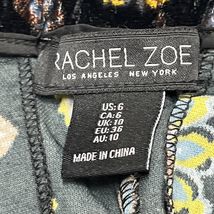 RACHEL ZOE
LOS ANGELES NEW YORK
US: 6
CA: 6
UK: 10
EU: 36
AU: 10
MADE IN CHINA